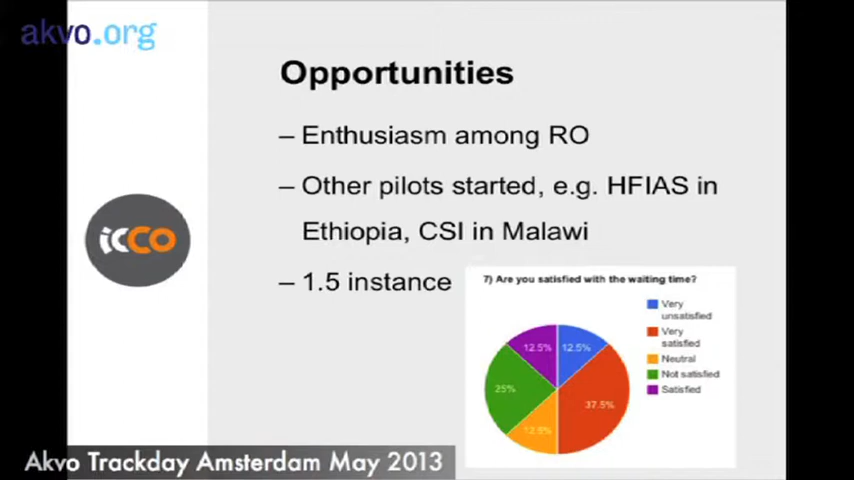 akvo.org
Opportunities
– Enthusiasm among RO
– Other pilots started, e.g. HFIAS in
Ethiopia, CSI in Malawi
– 1.5 instance
icco
7) Are you satisfied with the waiting time?
Very
unsatisfied
Very
satisfied
Neutral
Not satisfied
Satisfied
12.5% 12.5%
25%
37.5%
12.5%
Akvo Trackday Amsterdam May 2013